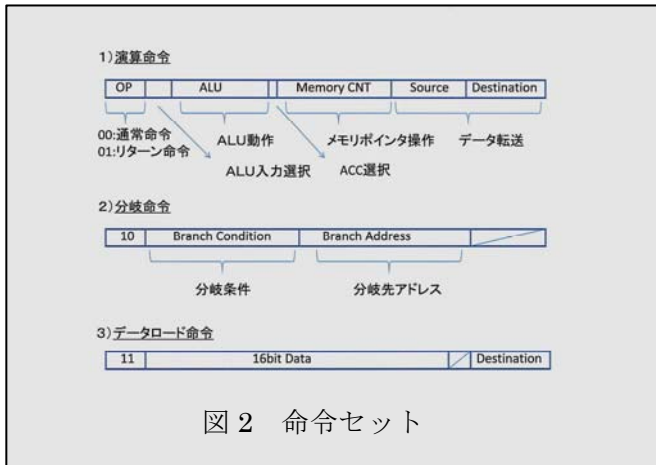 1)演算命令
OP ALU Memory CNT Source Destination
00:通常命令
01:リターン命令
ALU動作
メモリポインタ操作
データ転送
ALU入力選択
ACC選択
2)分岐命令
10 Branch Condition Branch Address
分岐条件
分岐先アドレス
3)データロード命令
11 16bit Data Destination
図2 命令セット